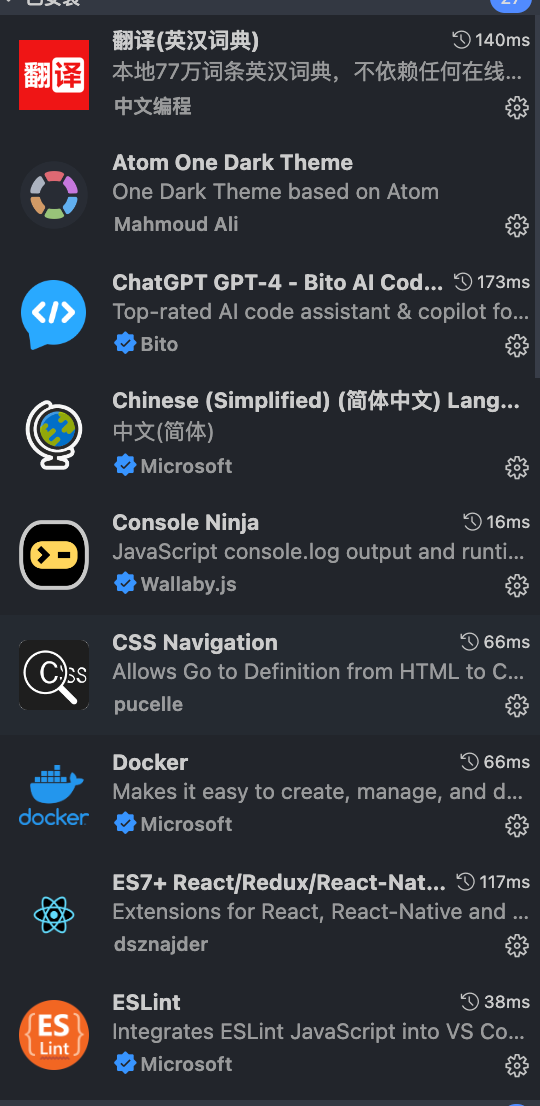 已安装
27
翻译(英汉词典)
140ms
翻译
本地77万词条英汉词典，不依赖任何在线...
中文编程
Atom One Dark Theme
One Dark Theme based on Atom
Mahmoud Ali
ChatGPT GPT-4 - Bito AI Cod...
173ms
Top-rated AI code assistant & copilot fo...
Bito
Chinese (Simplified) (简体中文) Lang...
中文(简体)
Microsoft
Console Ninja
16ms
JavaScript console.log output and runti...
Wallaby.js
CSS Navigation
66ms
CSS
Allows Go to Definition from HTML to C...
pucelle
Docker
66ms
Makes it easy to create, manage, and d...
docker
Microsoft
ES7+ React/Redux/React-Nat...
117ms
Extensions for React, React-Native and ...
dsznajder
ESLint
38ms
ES
Lint
Integrates ESLint JavaScript into VS Co...
Microsoft